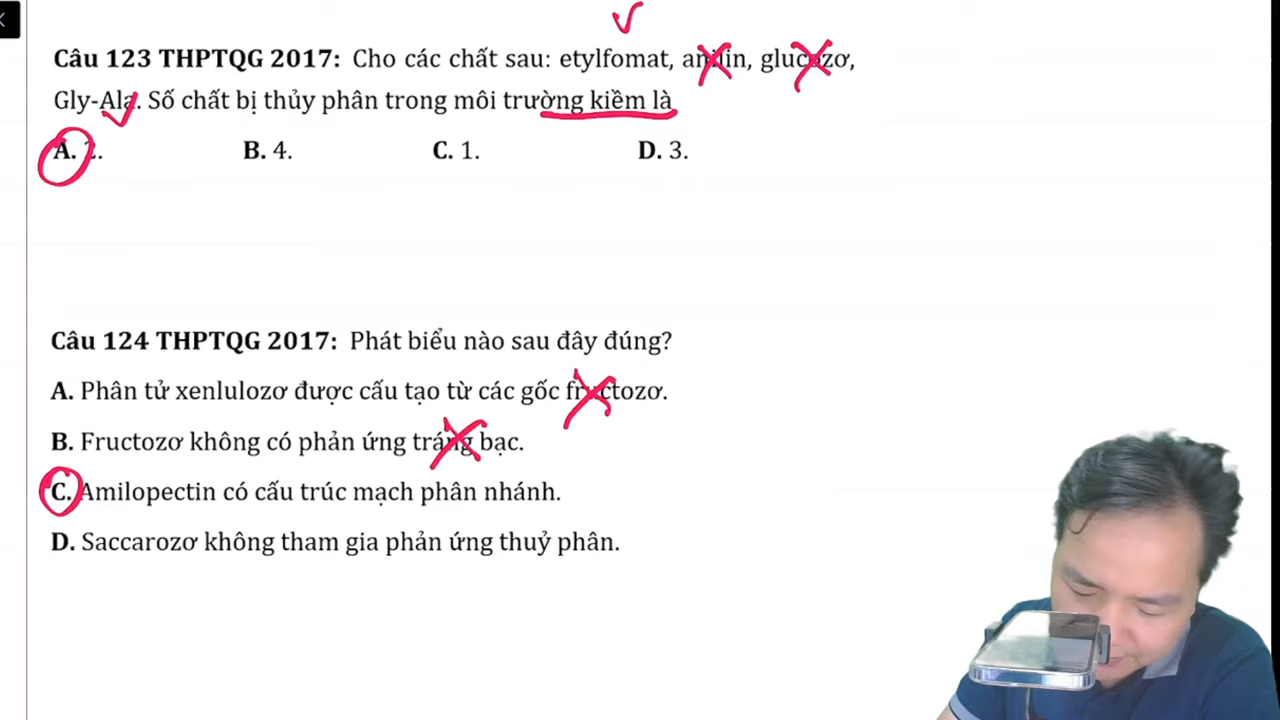 Câu 123 THPTQG 2017: Cho các chất sau: etylfomat, anilin, glucozơ,
Gly-Ala. Số chất bị thủy phân trong môi trường kiềm là
A. 2. B. 4. C. 1. D. 3.
Câu 124 THPTQG 2017: Phát biểu nào sau đây đúng?
A. Phân tử xenlulozơ được cấu tạo từ các gốc fructozơ.
B. Fructozơ không có phản ứng tráng bạc.
C. Amilopectin có cấu trúc mạch phân nhánh.
D. Saccarozơ không tham gia phản ứng thuỷ phân.